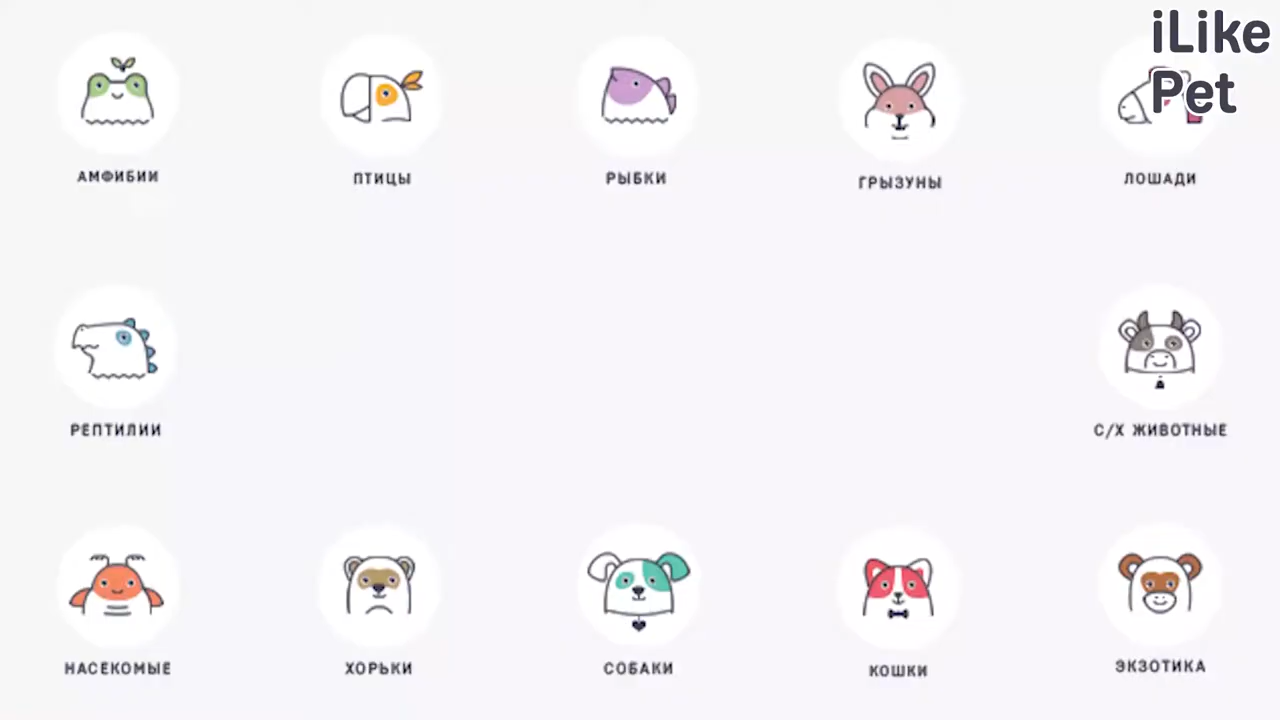 iLike
Pet
АМФИБИИ
ПТИЦЫ
РЫБКИ
ГРЫЗУНЫ
ЛОШАДИ
РЕПТИЛИИ
С/Х ЖИВОТНЫЕ
НАСЕКОМЫЕ
ХОРЬКИ
СОБАКИ
КОШКИ
ЭКЗОТИКА